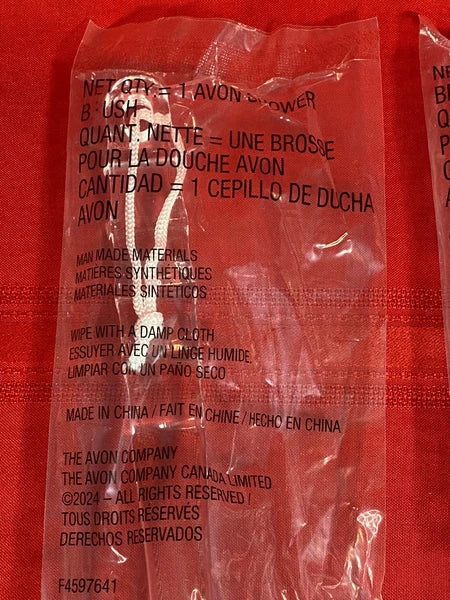 NET QTY. = 1 AVON SHOWER
BRUSH
QUANT. NETTE = UNE BROSSE
POUR LA DOUCHE AVON
CANTIDAD = 1 CEPILLO DE DUCHA
AVON
MAN MADE MATERIALS
MATIÈRES SYNTHÉTIQUES
MATERIALES SINTETICOS
WIPE WITH A DAMP CLOTH
ESSUYER AVEC UN LINGE HUMIDE.
LIMPIAR CON UN PAÑO SECO
MADE IN CHINA / FAIT EN CHINE / HECHO EN CHINA
THE AVON COMPANY
THE AVON COMPANY CANADA LIMITED
©2024 – ALL RIGHTS RESERVED /
TOUS DROITS RÉSERVÉS
DERECHOS RESERVADOS
F4597641